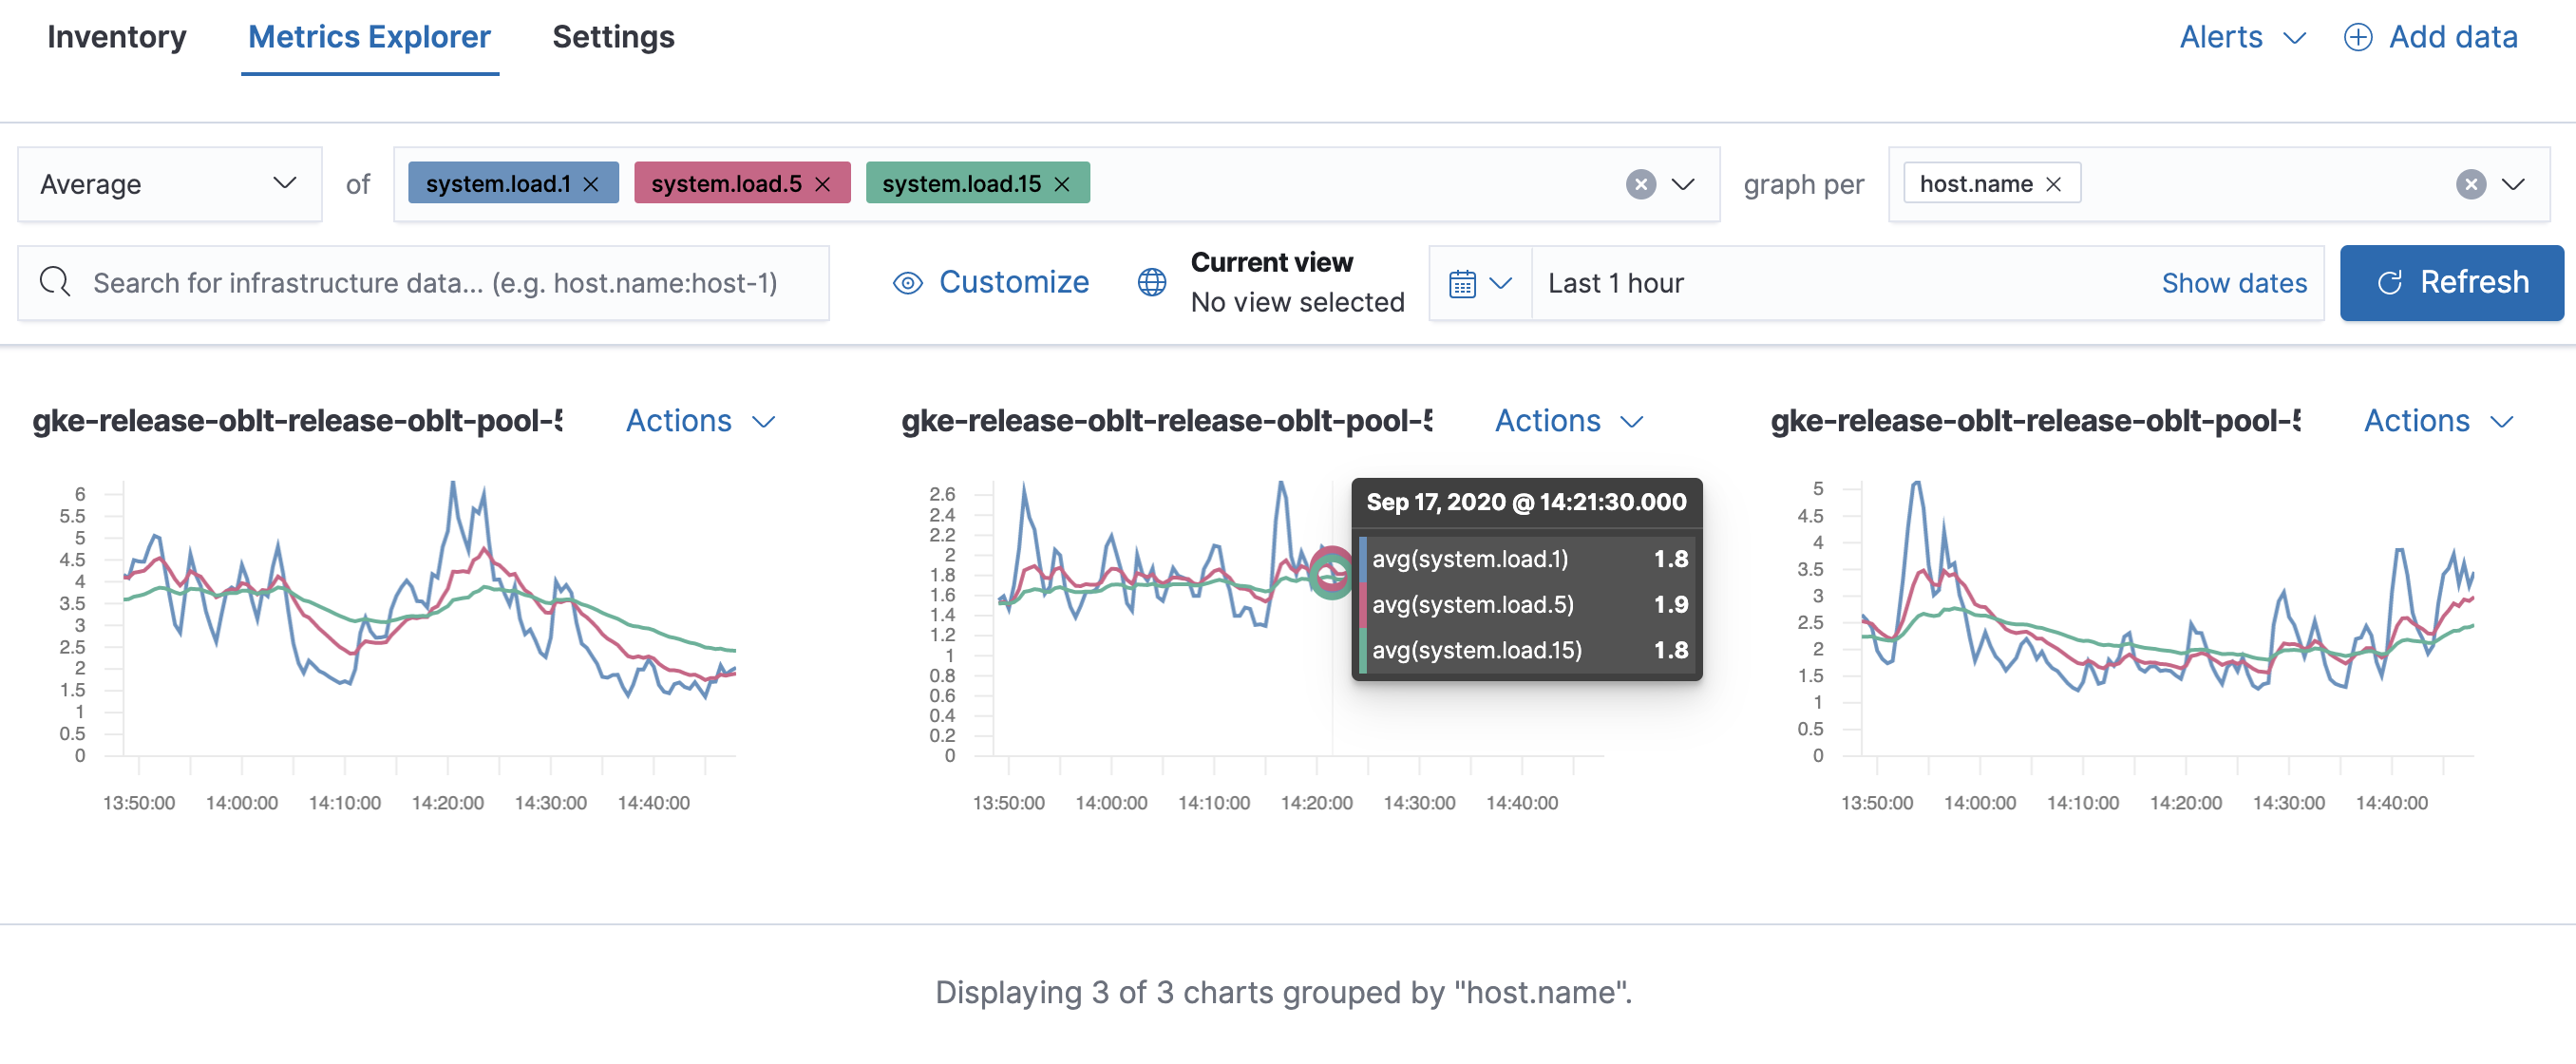 Inventory Metrics Explorer Settings Alerts Add data
Average of system.load.1 system.load.5 system.load.15 graph per host.name
Search for infrastructure data... (e.g. host.name:host-1) Customize Current view
No view selected Last 1 hour Show dates Refresh
gke-release-oblt-release-oblt-pool-5 Actions
6
5.5
5
4.5
4
3.5
3
2.5
2
1.5
1
0.5
0
13:50:00 14:00:00 14:10:00 14:20:00 14:30:00 14:40:00
gke-release-oblt-release-oblt-pool-5 Actions
2.6
2.4
2.2
2
1.8
1.6
1.4
1.2
1
0.8
0.6
0.4
0.2
0
13:50:00 14:00:00 14:10:00 14:20:00 14:30:00 14:40:00
Sep 17, 2020 @ 14:21:30.000
avg(system.load.1) 1.8
avg(system.load.5) 1.9
avg(system.load.15) 1.8
gke-release-oblt-release-oblt-pool-5 Actions
5
4.5
4
3.5
3
2.5
2
1.5
1
0.5
0
13:50:00 14:00:00 14:10:00 14:20:00 14:30:00 14:40:00
Displaying 3 of 3 charts grouped by "host.name".